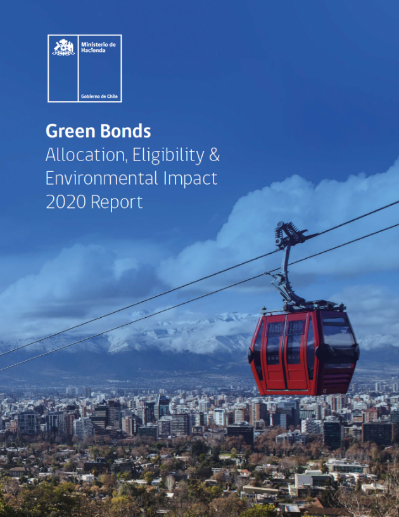 Ministerio de
Hacienda
Gobierno de Chile
Green Bonds
Allocation, Eligibility &
Environmental Impact
2020 Report